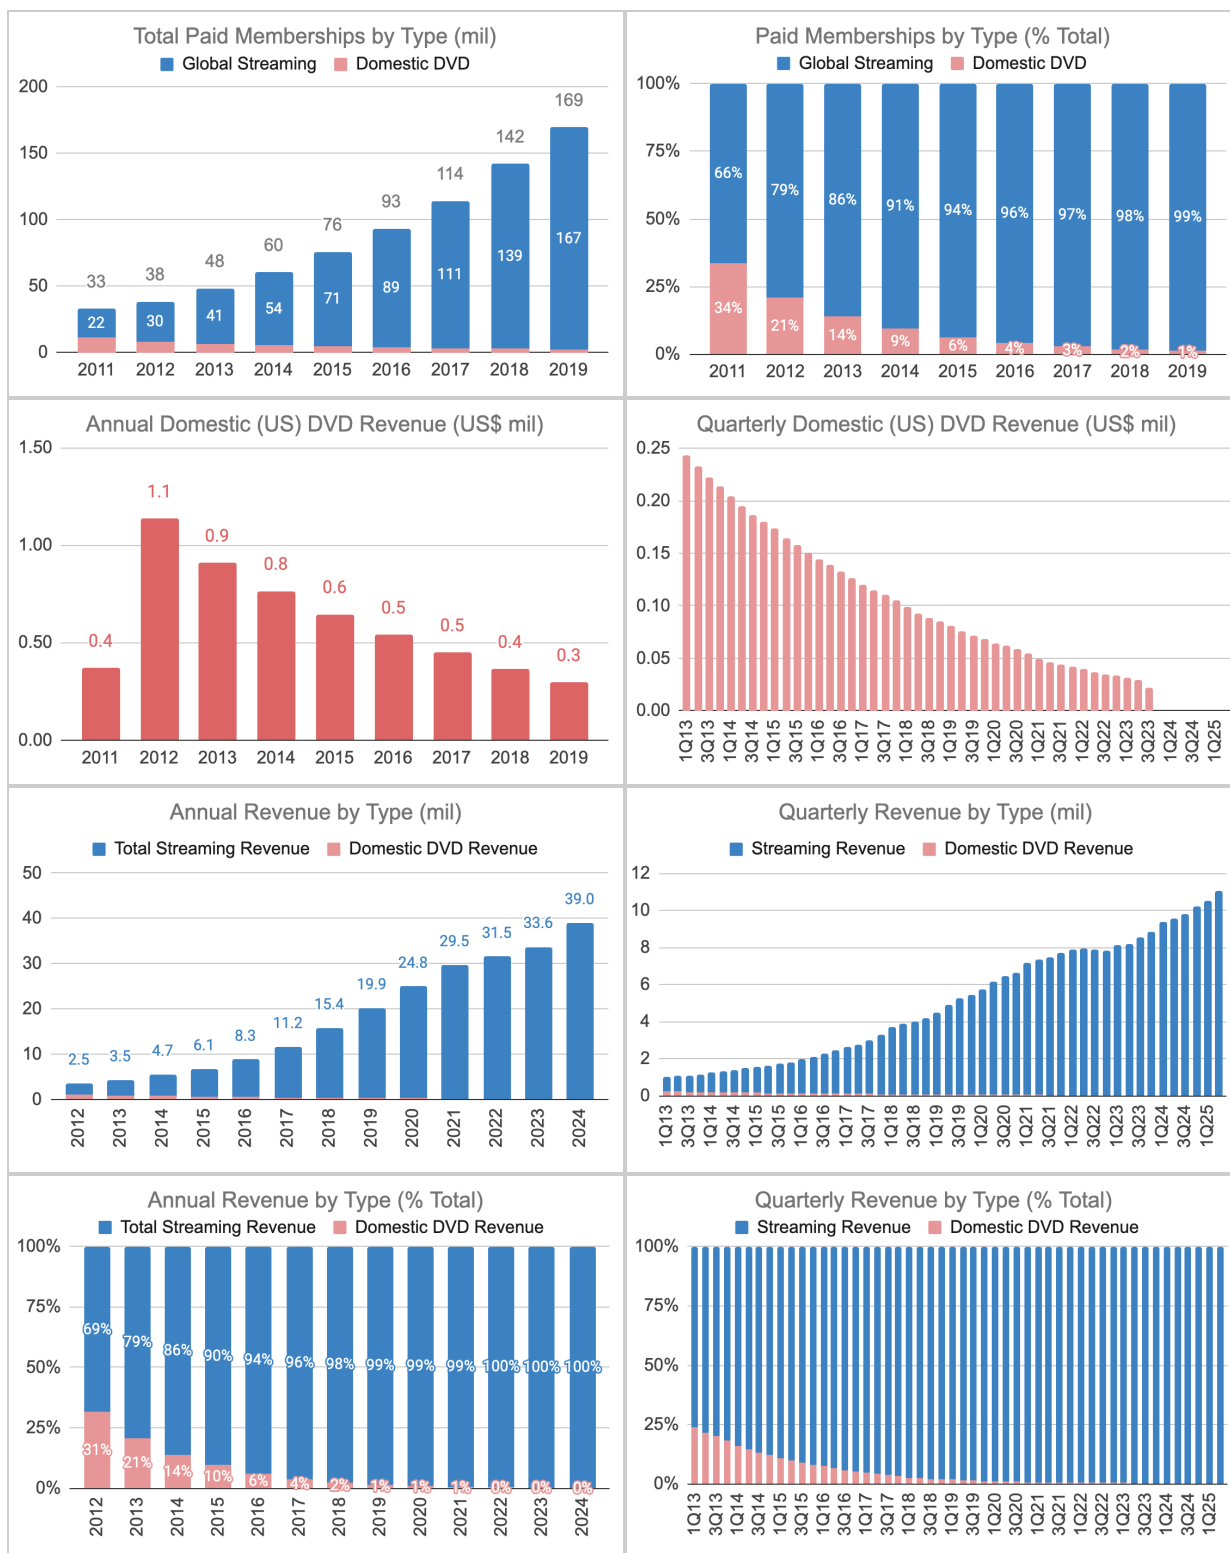 Total Paid Memberships by Type (mil)
Global Streaming Domestic DVD
200
150
100
50
0
33 38 48 60 76 93 114 142 169
22 30 41 54 71 89 111 139 167
2011 2012 2013 2014 2015 2016 2017 2018 2019
Paid Memberships by Type (% Total)
Global Streaming Domestic DVD
100%
75%
50%
25%
0%
66% 79% 86% 91% 94% 96% 97% 98% 99%
34% 21% 14% 9% 6% 4% 3% 2% 1%
2011 2012 2013 2014 2015 2016 2017 2018 2019
Annual Domestic (US) DVD Revenue (US$ mil)
1.50
1.00
0.50
0.00
0.4 1.1 0.9 0.8 0.6 0.5 0.5 0.4 0.3
2011 2012 2013 2014 2015 2016 2017 2018 2019
Quarterly Domestic (US) DVD Revenue (US$ mil)
0.25
0.20
0.15
0.10
0.05
0.00
1Q13 3Q13 1Q14 3Q14 1Q15 3Q15 1Q16 3Q16 1Q17 3Q17 1Q18 3Q18 1Q19 3Q19 1Q20 3Q20 1Q21 3Q21 1Q22 3Q22 1Q23 3Q23 1Q24 3Q24 1Q25
Annual Revenue by Type (mil)
Total Streaming Revenue Domestic DVD Revenue
50
40
30
20
10
0
2.5 3.5 4.7 6.1 8.3 11.2 15.4 19.9 24.8 29.5 31.5 33.6 39.0
2012 2013 2014 2015 2016 2017 2018 2019 2020 2021 2022 2023 2024
Quarterly Revenue by Type (mil)
Streaming Revenue Domestic DVD Revenue
12
10
8
6
4
2
0
1Q13 3Q13 1Q14 3Q14 1Q15 3Q15 1Q16 3Q16 1Q17 3Q17 1Q18 3Q18 1Q19 3Q19 1Q20 3Q20 1Q21 3Q21 1Q22 3Q22 1Q23 3Q23 1Q24 3Q24 1Q25
Annual Revenue by Type (% Total)
Total Streaming Revenue Domestic DVD Revenue
100%
75%
50%
25%
0%
69% 79% 86% 90% 94% 96% 98% 99% 99% 99% 100% 100% 100%
31% 21% 14% 10% 6% 4% 2% 1% 1% 1% 0% 0% 0%
2012 2013 2014 2015 2016 2017 2018 2019 2020 2021 2022 2023 2024
Quarterly Revenue by Type (% Total)
Streaming Revenue Domestic DVD Revenue
100%
75%
50%
25%
0%
1Q13 3Q13 1Q14 3Q14 1Q15 3Q15 1Q16 3Q16 1Q17 3Q17 1Q18 3Q18 1Q19 3Q19 1Q20 3Q20 1Q21 3Q21 1Q22 3Q22 1Q23 3Q23 1Q24 3Q24 1Q25